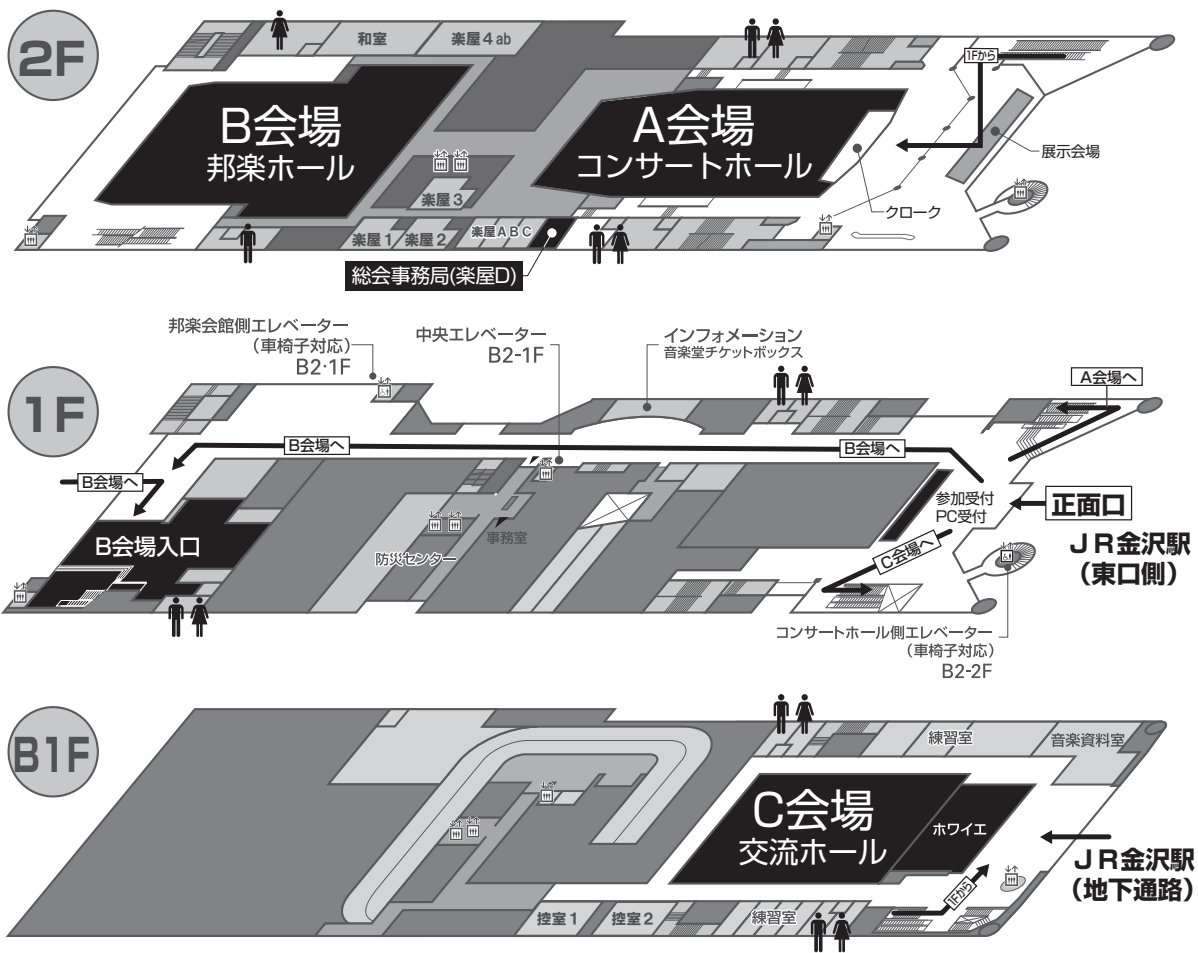 2F
和室
楽屋4ab
1Fから
B会場
邦楽ホール
A会場
コンサートホール
展示会場
クローク
楽屋3
楽屋1
楽屋2
楽屋ABC
総会事務局(楽屋D)
1F
邦楽会館側エレベーター
(車椅子対応)
B2·1F
中央エレベーター
B2-1F
インフォメーション
音楽堂チケットボックス
A会場へ
B会場へ
B会場へ
B会場へ
参加受付
PC受付
正面口
JR金沢駅
(東口側)
B会場入口
防災センター
事務室
C会場へ
コンサートホール側エレベーター
(車椅子対応)
B2-2F
B1F
練習室
音楽資料室
C会場
交流ホール
ホワイエ
JR金沢駅
(地下通路)
1Fから
控室1
控室2
練習室